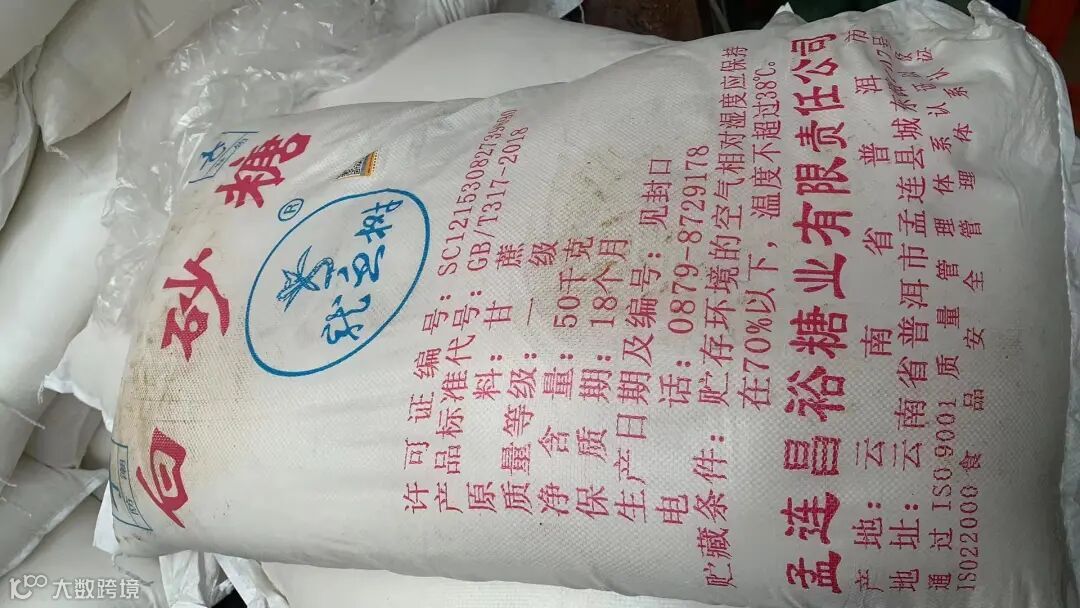 白砂糖
®
许可证编号:
产品标准代号:GB/T317-2018
原料:甘蔗
质量等级:一级
净含量:50千克
保质期:18个月
生产日期及编号:见封口
电话:0879-8729178
贮藏条件:贮存环境的空气相对湿度应保持
在70%以下,温度不超过38℃。
孟连昌裕糖业有限责任公司
产地:云南省普洱市
地址:云南省普洱市孟连县城
通过ISO9001质量管理体系认
ISO22000食品安全管理体系
大数跨境